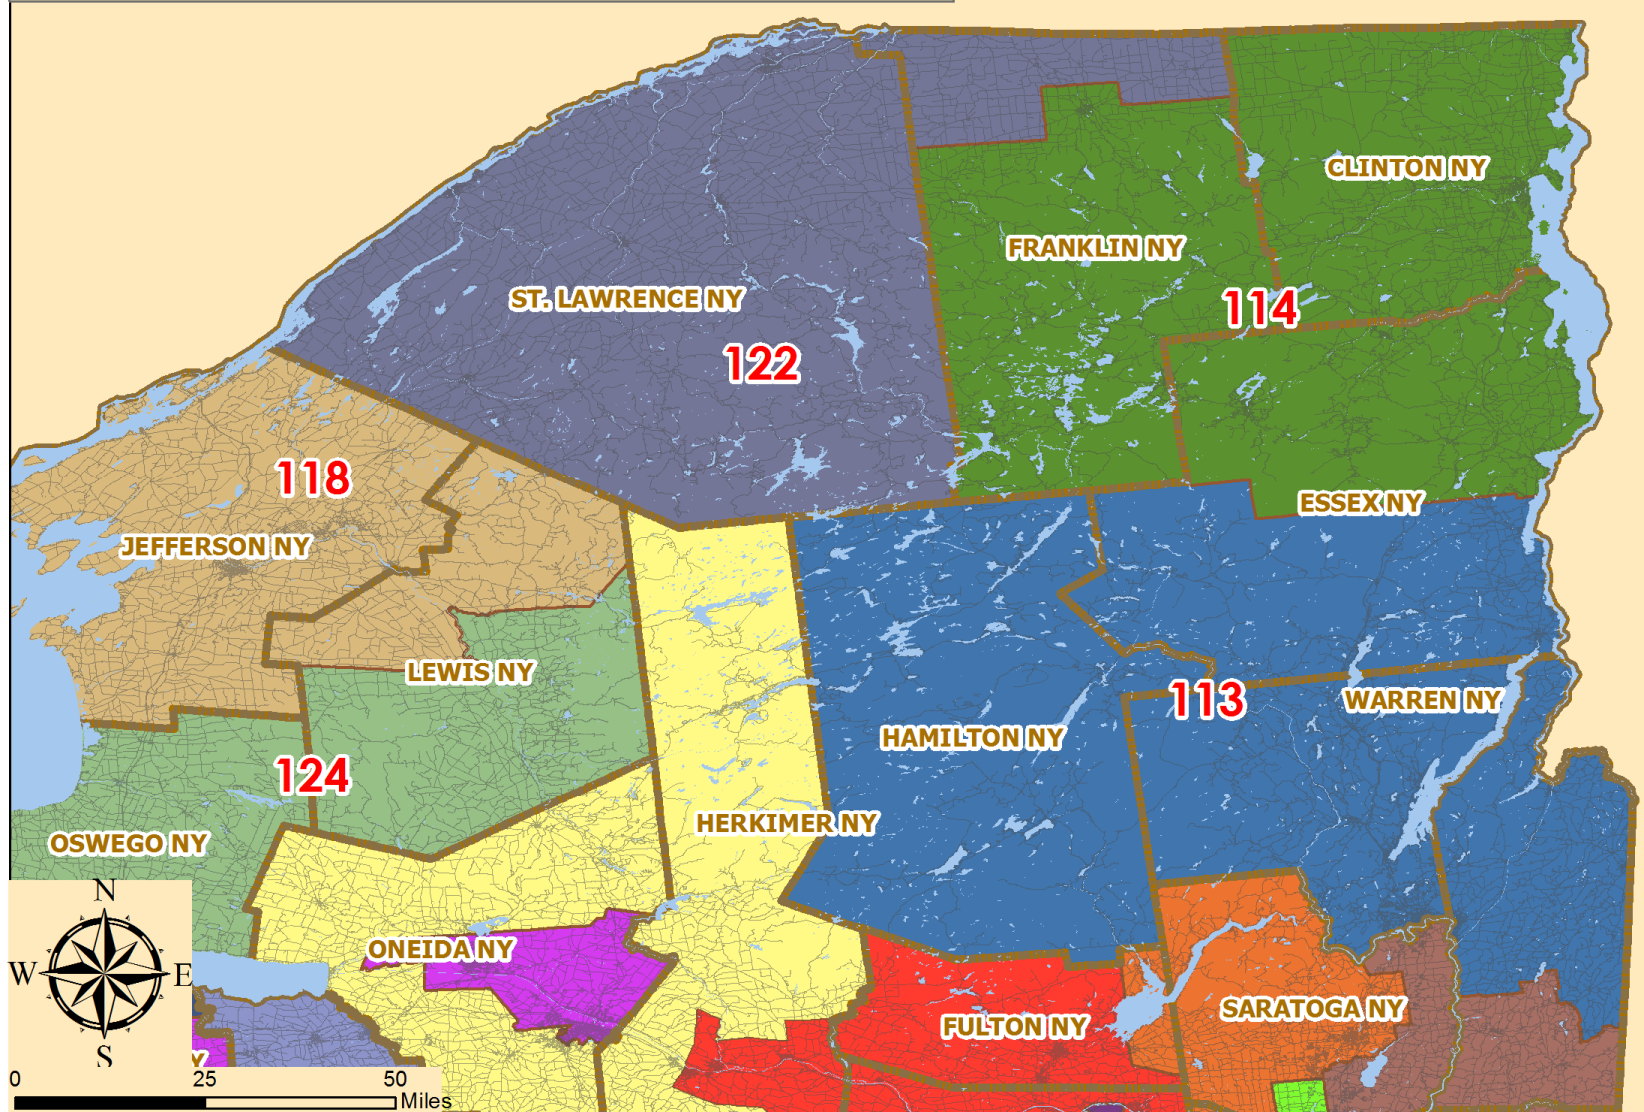 CLINTON NY
FRANKLIN NY
ST. LAWRENCE NY
114
122
118
ESSEX NY
JEFFERSON NY
LEWIS NY
WARREN NY
113
HAMILTON NY
124
HERKIMER NY
OSWEGO NY
N
ONEIDA NY
W E
SARATOGA NY
FULTON NY
S
Y
0 25 50
Miles